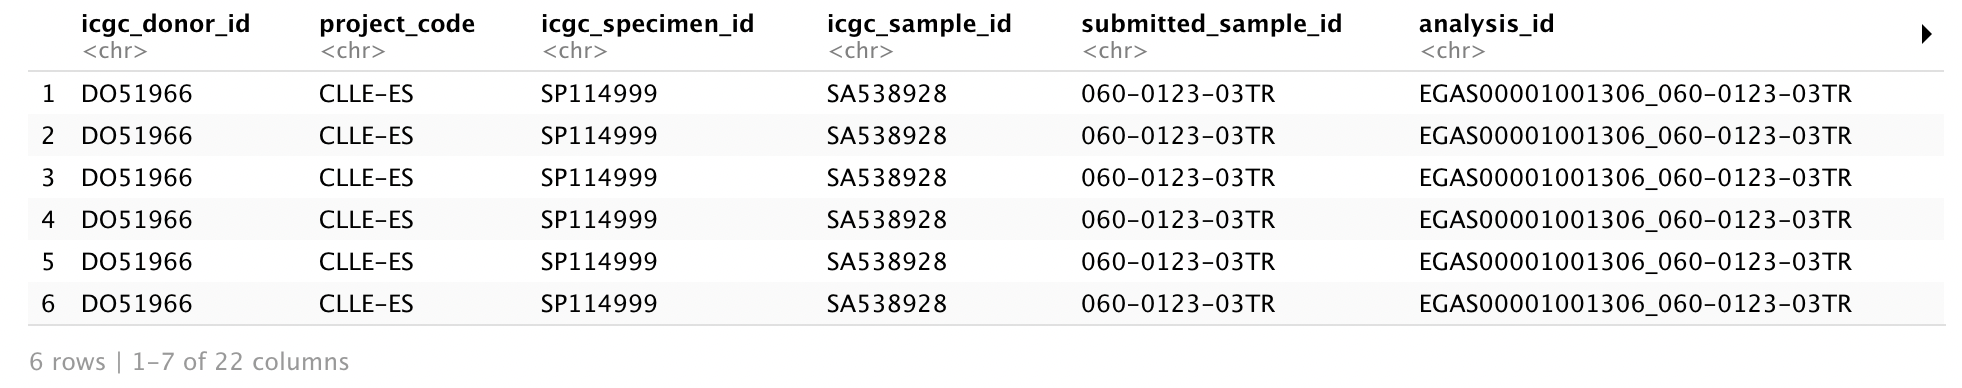 icgc_donor_id project_code icgc_specimen_id icgc_sample_id submitted_sample_id analysis_id
<chr> <chr> <chr> <chr> <chr> <chr>
1 DO51966 CLLE-ES SP114999 SA538928 060-0123-03TR EGAS00001001306_060-0123-03TR
2 DO51966 CLLE-ES SP114999 SA538928 060-0123-03TR EGAS00001001306_060-0123-03TR
3 DO51966 CLLE-ES SP114999 SA538928 060-0123-03TR EGAS00001001306_060-0123-03TR
4 DO51966 CLLE-ES SP114999 SA538928 060-0123-03TR EGAS00001001306_060-0123-03TR
5 DO51966 CLLE-ES SP114999 SA538928 060-0123-03TR EGAS00001001306_060-0123-03TR
6 DO51966 CLLE-ES SP114999 SA538928 060-0123-03TR EGAS00001001306_060-0123-03TR
6 rows | 1-7 of 22 columns